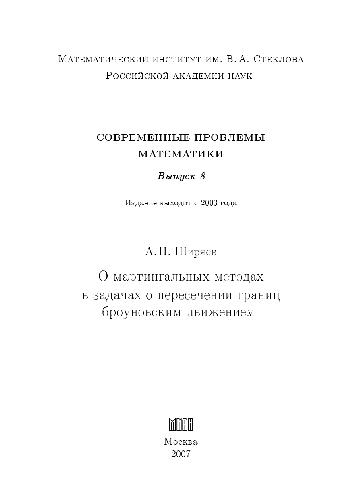 Математический институт им. В. А. Стеклова
Российской академии наук
СОВРЕМЕННЫЕ ПРОБЛЕМЫ
МАТЕМАТИКИ
Выпуск 8
Издание выходит с 2003 года
А. Н. Ширяев
О мартингальных методах
в задачах о пересечении границ
броуновским движением
Москва
2007